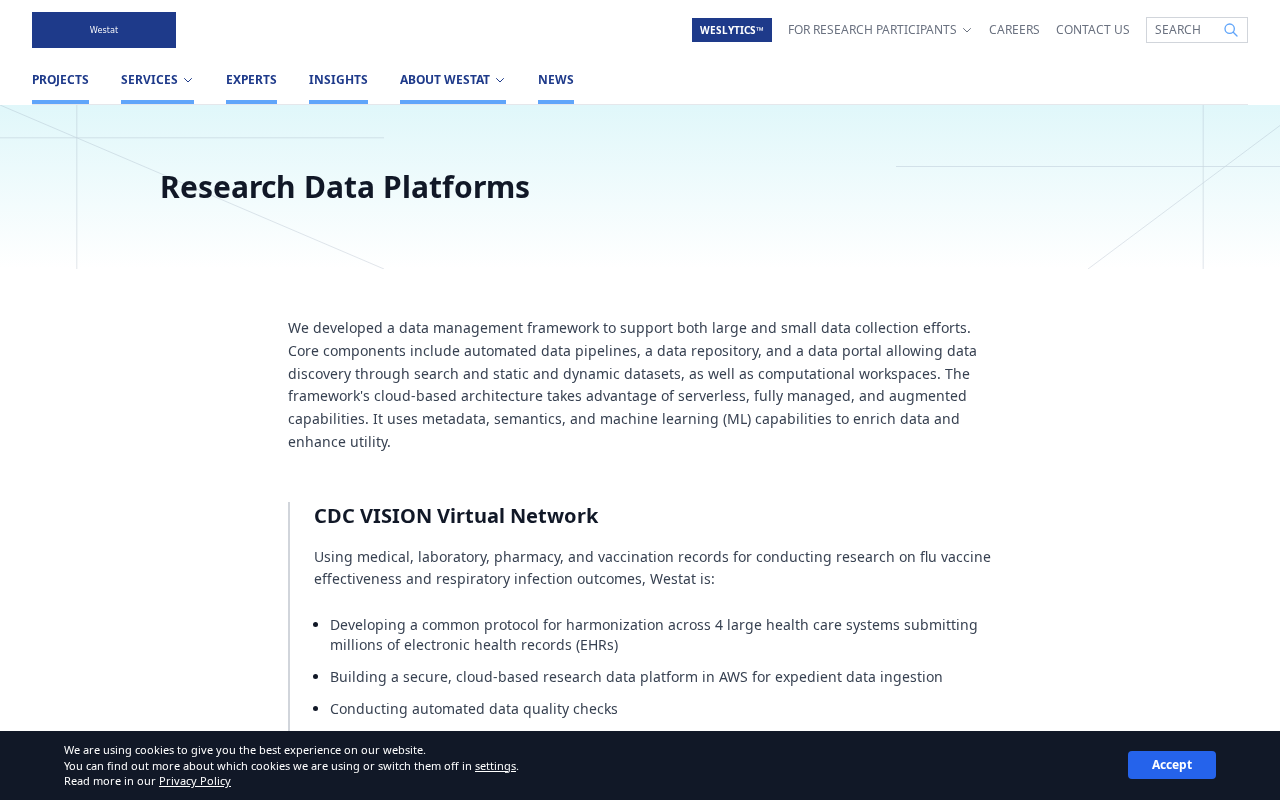 Westat
WESLYTICS™ FOR RESEARCH PARTICIPANTS CAREERS CONTACT US SEARCH
PROJECTS SERVICES EXPERTS INSIGHTS ABOUT WESTAT NEWS
Research Data Platforms
We developed a data management framework to support both large and small data collection efforts.
Core components include automated data pipelines, a data repository, and a data portal allowing data
discovery through search and static and dynamic datasets, as well as computational workspaces. The
framework's cloud-based architecture takes advantage of serverless, fully managed, and augmented
capabilities. It uses metadata, semantics, and machine learning (ML) capabilities to enrich data and
enhance utility.
CDC VISION Virtual Network
Using medical, laboratory, pharmacy, and vaccination records for conducting research on flu vaccine
effectiveness and respiratory infection outcomes, Westat is:
• Developing a common protocol for harmonization across 4 large health care systems submitting
millions of electronic health records (EHRs)
• Building a secure, cloud-based research data platform in AWS for expedient data ingestion
• Conducting automated data quality checks
We are using cookies to give you the best experience on our website.
You can find out more about which cookies we are using or switch them off in settings.
Read more in our Privacy Policy
Accept